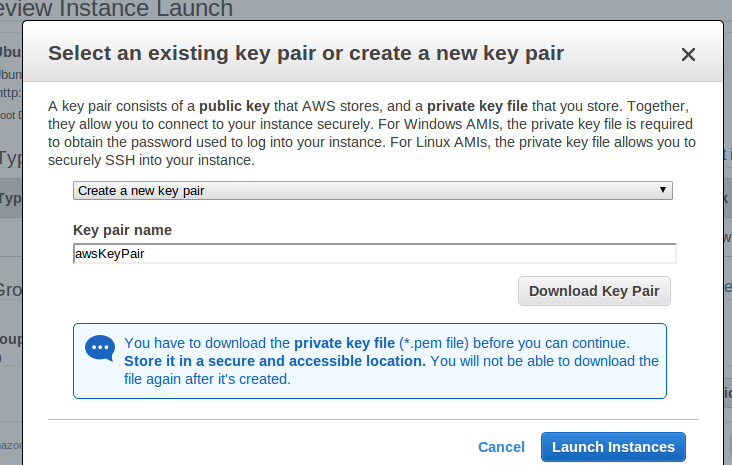 eview Instance Launch
Select an existing key pair or create a new key pair
A key pair consists of a public key that AWS stores, and a private key file that you store. Together,
they allow you to connect to your instance securely. For Windows AMIs, the private key file is required
to obtain the password used to log into your instance. For Linux AMIs, the private key file allows you to
securely SSH into your instance.
Create a new key pair
Key pair name
awsKeyPair
Download Key Pair
You have to download the private key file (*.pem file) before you can continue.
Store it in a secure and accessible location. You will not be able to download the
file again after it's created.
Cancel
Launch Instances